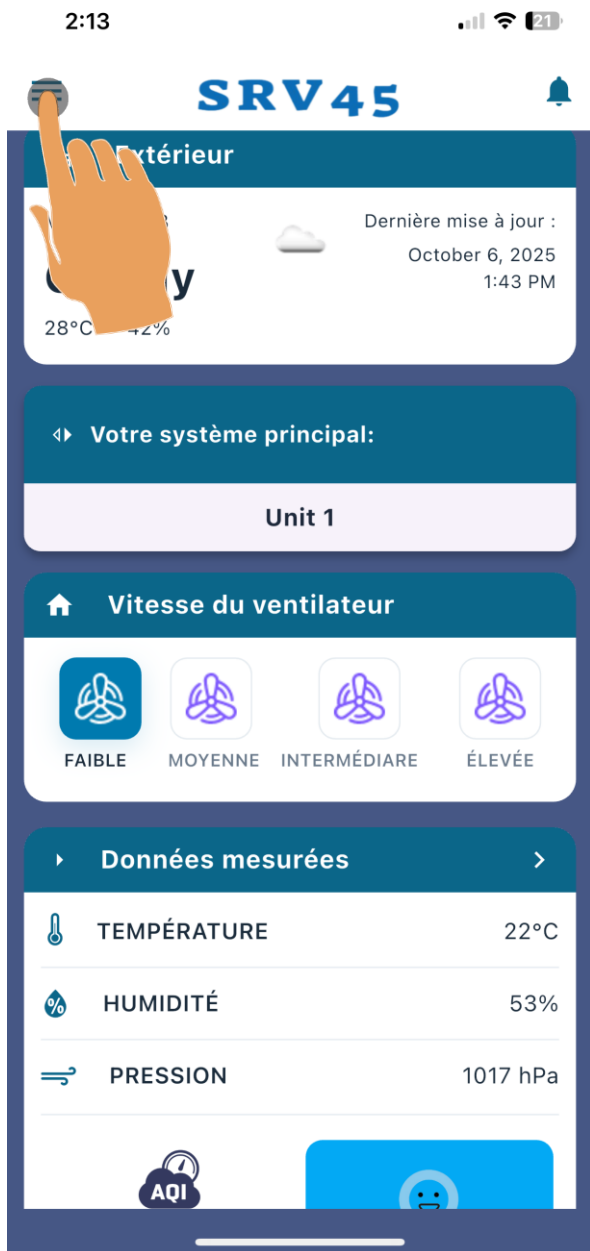 2:13
21
SRV45
Extérieur
Dernière mise à jour :
October 6, 2025
1:43 PM
28°C 42%
Votre système principal:
Unit 1
Vitesse du ventilateur
FAIBLE MOYENNE INTERMÉDIARE ÉLEVÉE
Données mesurées
TEMPÉRATURE 22°C
% HUMIDITÉ 53%
PRESSION 1017 hPa
AQI